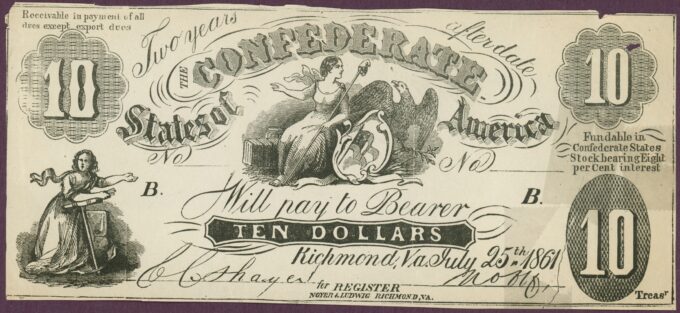 Receivable in payment of all
dues except export dues
Two years
after date
THE CONFEDERATE
States of
America
10
10
No
No
Fundable in
Confederate States
Stock bearing Eight
per Cent interest
B.
B.
Will pay to Bearer
TEN DOLLARS
10
Richmond, Va. July 25th 1861
for REGISTER
Treasr
HOYER & LUDWIG RICHMOND, VA.